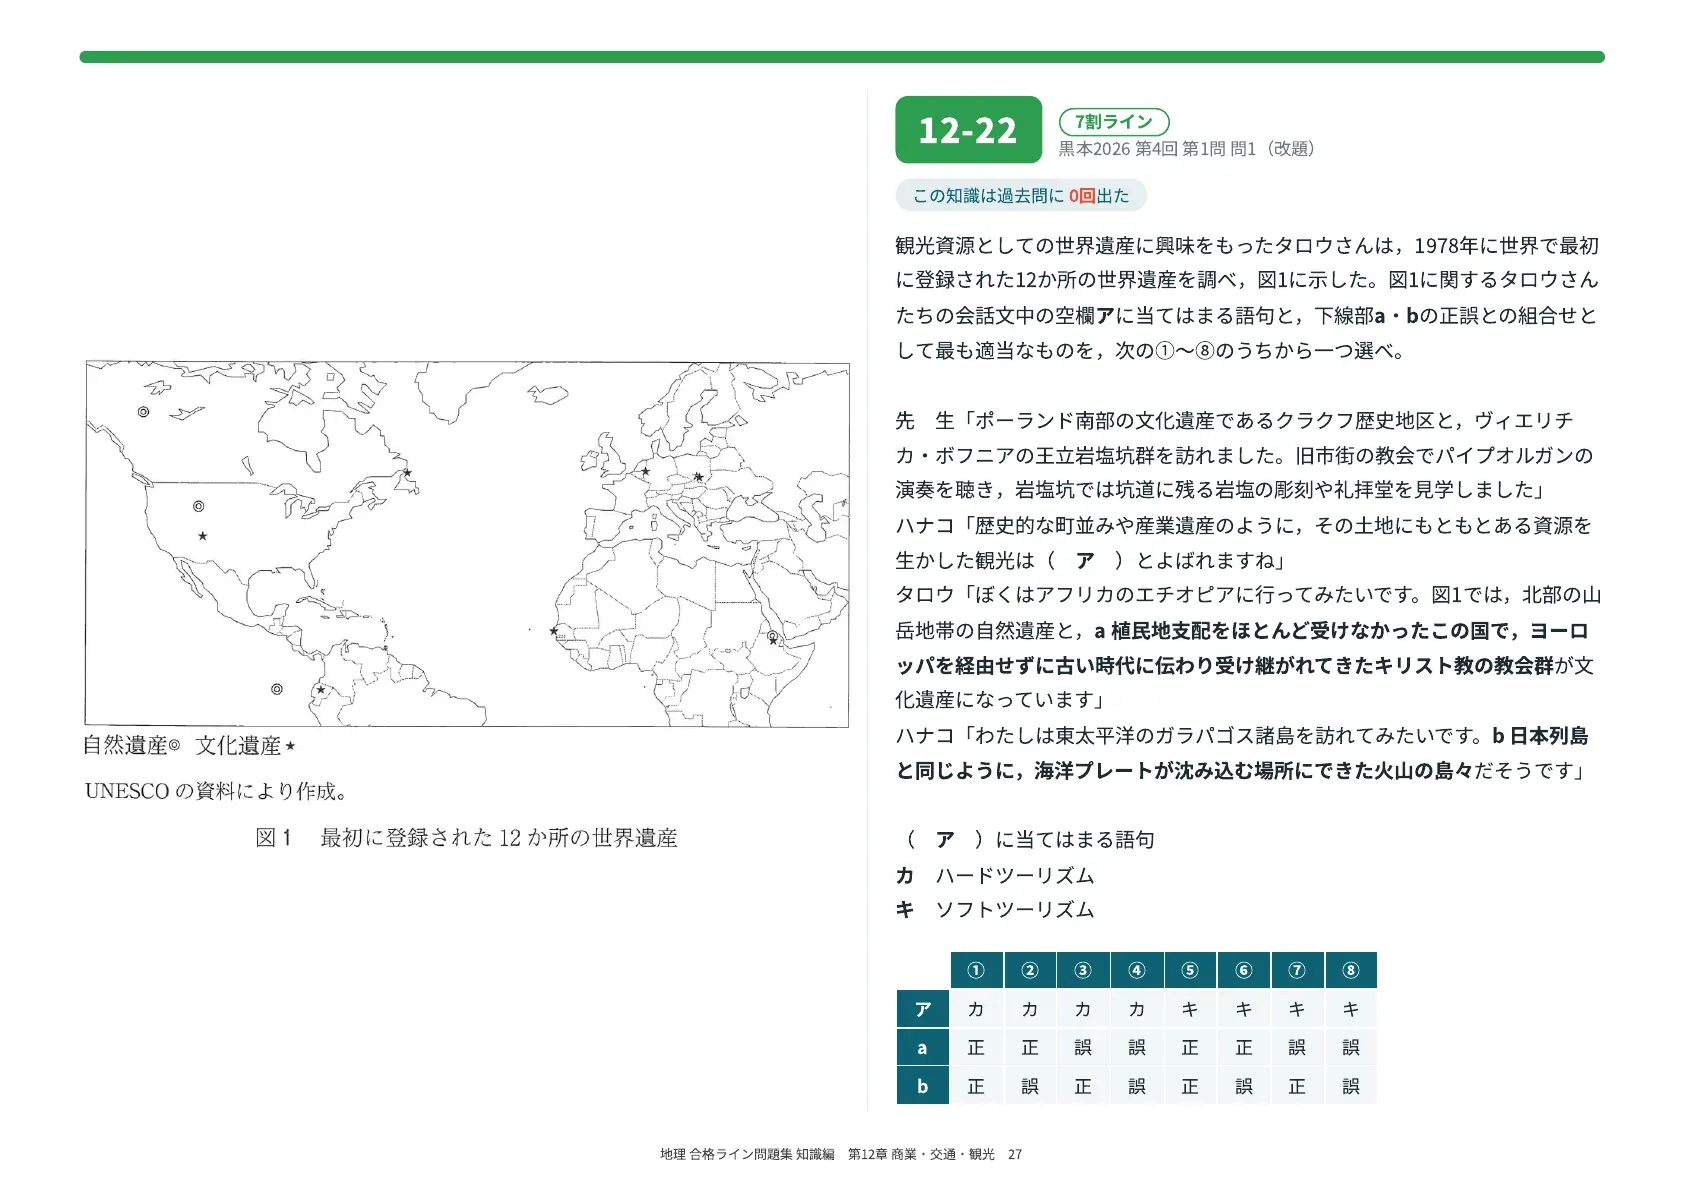 自然遺産◎ 文化遺産★
UNESCO の資料により作成。
図1 最初に登録された 12 か所の世界遺産
12-22
7割ライン
黒本2026 第4回 第1問 問1（改題）
この知識は過去問に 0回出た
観光資源としての世界遺産に興味をもったタロウさんは，1978年に世界で最初
に登録された12か所の世界遺産を調べ，図1に示した。図1に関するタロウさん
たちの会話文中の空欄アに当てはまる語句と，下線部a・bの正誤との組合せと
して最も適当なものを，次の①〜⑧のうちから一つ選べ。
先　生「ポーランド南部の文化遺産であるクラクフ歴史地区と，ヴィエリチ
カ・ボフニアの王立岩塩坑群を訪れました。旧市街の教会でパイプオルガンの
演奏を聴き，岩塩坑では坑道に残る岩塩の彫刻や礼拝堂を見学しました」
ハナコ「歴史的な町並みや産業遺産のように，その土地にもともとある資源を
生かした観光は（　ア　）とよばれますね」
タロウ「ぼくはアフリカのエチオピアに行ってみたいです。図1では，北部の山
岳地帯の自然遺産と，a 植民地支配をほとんど受けなかったこの国で，ヨーロ
ッパを経由せずに古い時代に伝わり受け継がれてきたキリスト教の教会群が文
化遺産になっています」
ハナコ「わたしは東太平洋のガラパゴス諸島を訪れてみたいです。b 日本列島
と同じように，海洋プレートが沈み込む場所にできた火山の島々だそうです」
（　ア　）に当てはまる語句
カ　ハードツーリズム
キ　ソフトツーリズム
① ② ③ ④ ⑤ ⑥ ⑦ ⑧
ア カ カ カ カ キ キ キ キ
a 正 正 誤 誤 正 正 誤 誤
b 正 誤 正 誤 正 誤 正 誤
地理 合格ライン問題集 知識編　第12章 商業・交通・観光　27